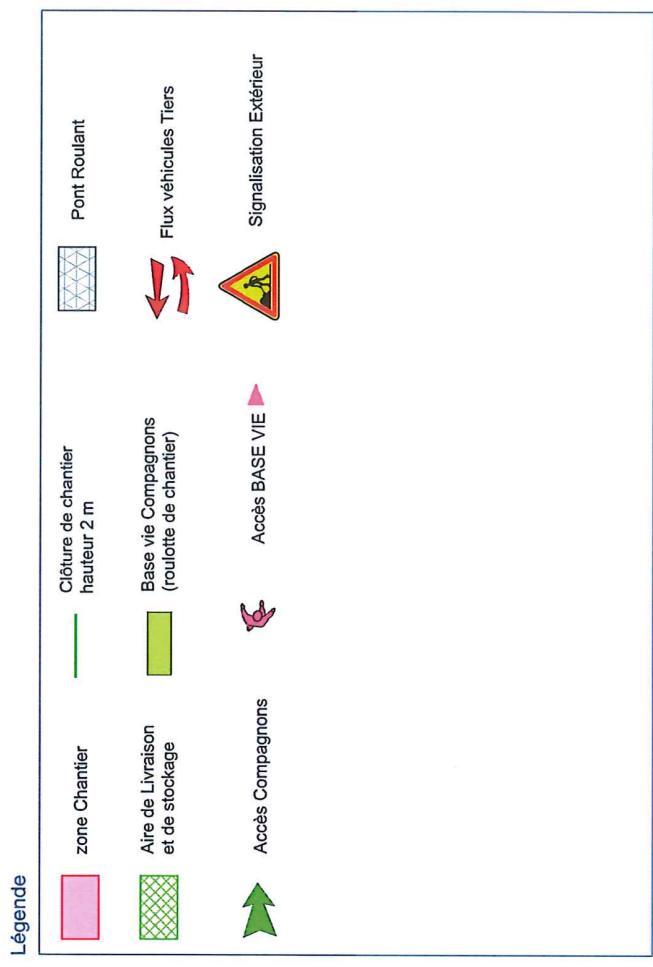 Légende
zone Chantier
Clôture de chantier
hauteur 2 m
Pont Roulant
Aire de Livraison
et de stockage
Base vie Compagnons
(roulotte de chantier)
Flux véhicules Tiers
Accès Compagnons
Accès BASE VIE
Signalisation Extérieur